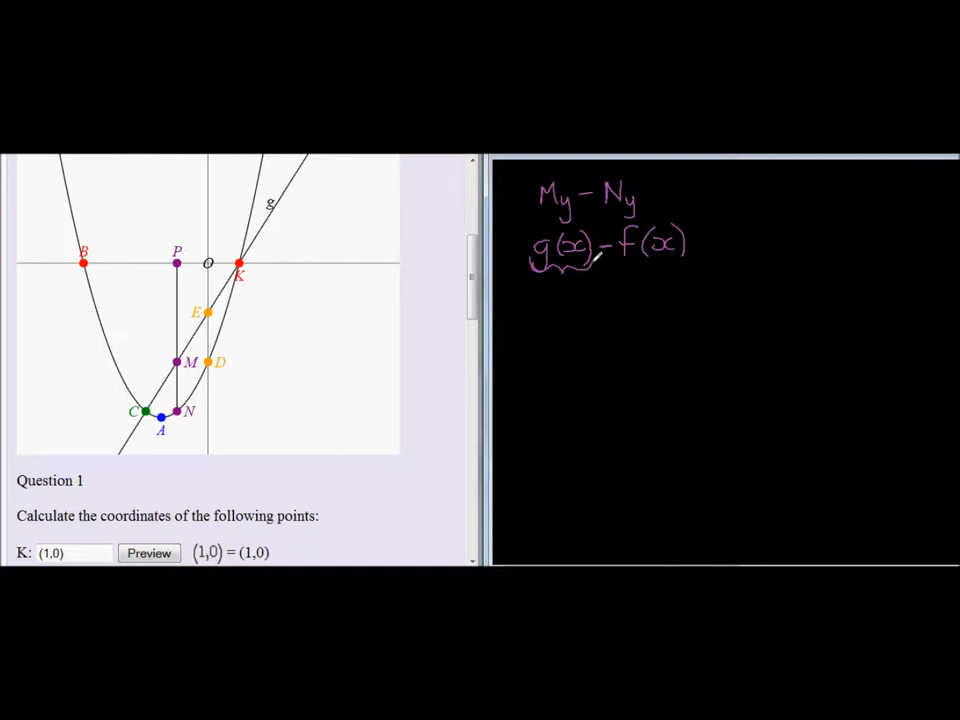 g
B
P
O
K
E
M
D
C
N
A
Question 1
Calculate the coordinates of the following points:
K: (1,0) Preview (1,0) = (1,0)
My - Ny
g(x) - f(x)